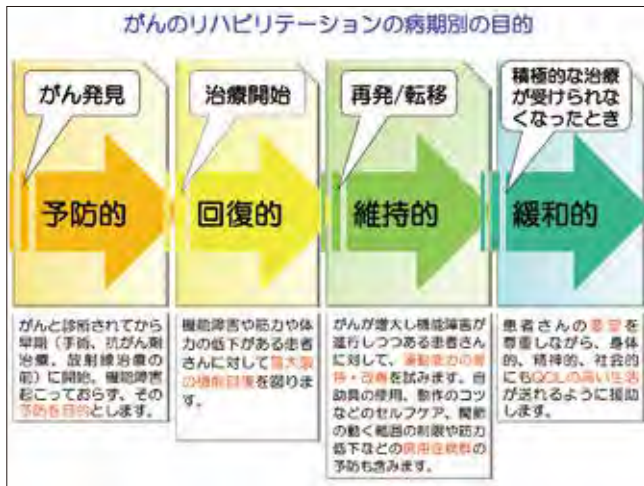 がんのリハビリテーションの病期別の目的
がん発見
治療開始
再発/転移
積極的な治療
が受けられな
くなったとき
予防的
回復的
維持的
緩和的
がんと診断されてから
早期（手術、抗がん剤
治療、放射線治療の
前）に開始。機能障害
起こっておらず、その
予防を目的とします。
機能障害や筋力や体
力の低下がある患者
さんに対して最大限
の機能回復を図ります。
がんが増大し機能障害が
進行しつつある患者さん
に対して、運動能力の維
持・改善を試みます。自
助具の使用、動作のコツ
などのセルフケア、関節
の動く範囲の制限や筋力
低下などの廃用症候群の
予防も含みます。
患者さんの要望を
尊重しながら、身体
的、精神的、社会的
にもQOLの高い生活
が送れるように援助
します。